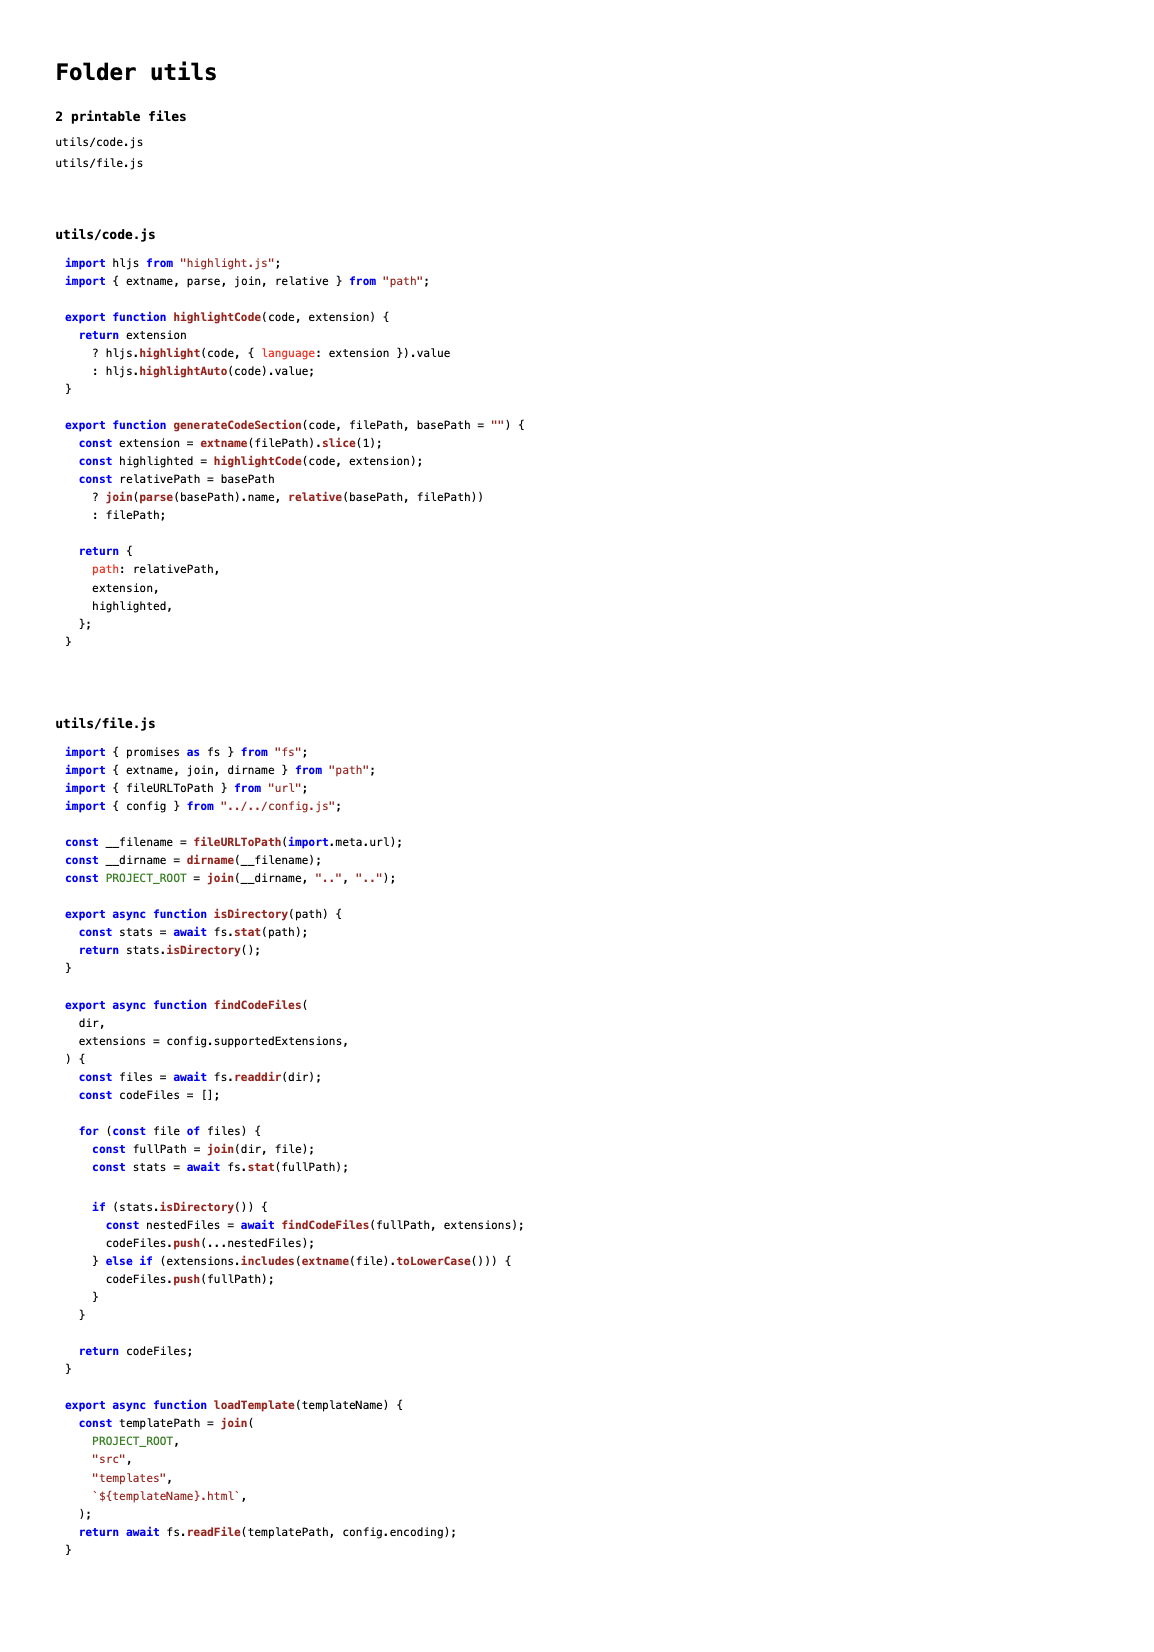 Folder utils
2 printable files
utils/code.js
utils/file.js
utils/code.js
import hljs from "highlight.js";
import { extname, parse, join, relative } from "path";
export function highlightCode(code, extension) {
  return extension
    ? hljs.highlight(code, { language: extension }).value
    : hljs.highlightAuto(code).value;
}
export function generateCodeSection(code, filePath, basePath = "") {
  const extension = extname(filePath).slice(1);
  const highlighted = highlightCode(code, extension);
  const relativePath = basePath
    ? join(parse(basePath).name, relative(basePath, filePath))
    : filePath;
  return {
    path: relativePath,
    extension,
    highlighted,
  };
}
utils/file.js
import { promises as fs } from "fs";
import { extname, join, dirname } from "path";
import { fileURLToPath } from "url";
import { config } from "../../config.js";
const __filename = fileURLToPath(import.meta.url);
const __dirname = dirname(__filename);
const PROJECT_ROOT = join(__dirname, "..", "..");
export async function isDirectory(path) {
  const stats = await fs.stat(path);
  return stats.isDirectory();
}
export async function findCodeFiles(
  dir,
  extensions = config.supportedExtensions,
) {
  const files = await fs.readdir(dir);
  const codeFiles = [];
  for (const file of files) {
    const fullPath = join(dir, file);
    const stats = await fs.stat(fullPath);
    if (stats.isDirectory()) {
      const nestedFiles = await findCodeFiles(fullPath, extensions);
      codeFiles.push(...nestedFiles);
    } else if (extensions.includes(extname(file).toLowerCase())) {
      codeFiles.push(fullPath);
    }
  }
  return codeFiles;
}
export async function loadTemplate(templateName) {
  const templatePath = join(
    PROJECT_ROOT,
    "src",
    "templates",
    `${templateName}.html`,
  );
  return await fs.readFile(templatePath, config.encoding);
}